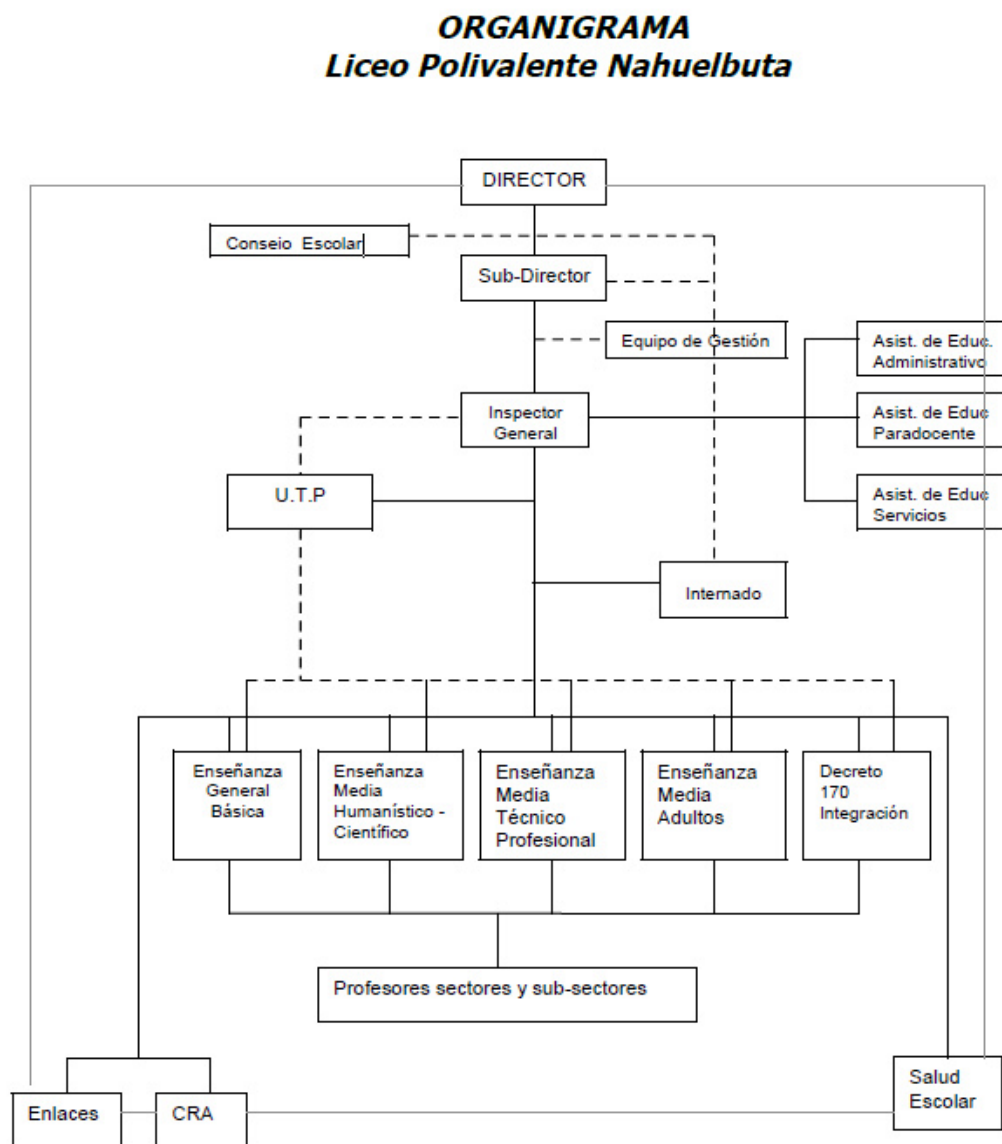 ORGANIGRAMA
Liceo Polivalente Nahuelbuta
DIRECTOR
Conseio Escolar
Sub-Director
Equipo de Gestión
Asist. de Educ.
Administrativo
Inspector
General
Asist. de Educ
Paradocente
U.T.P
Asist. de Educ
Servicios
Internado
Enseñanza
General
Básica
Enseñanza
Media
Humanístico -
Científico
Enseñanza
Media
Técnico
Profesional
Enseñanza
Media
Adultos
Decreto
170
Integración
Profesores sectores y sub-sectores
Enlaces
CRA
Salud
Escolar